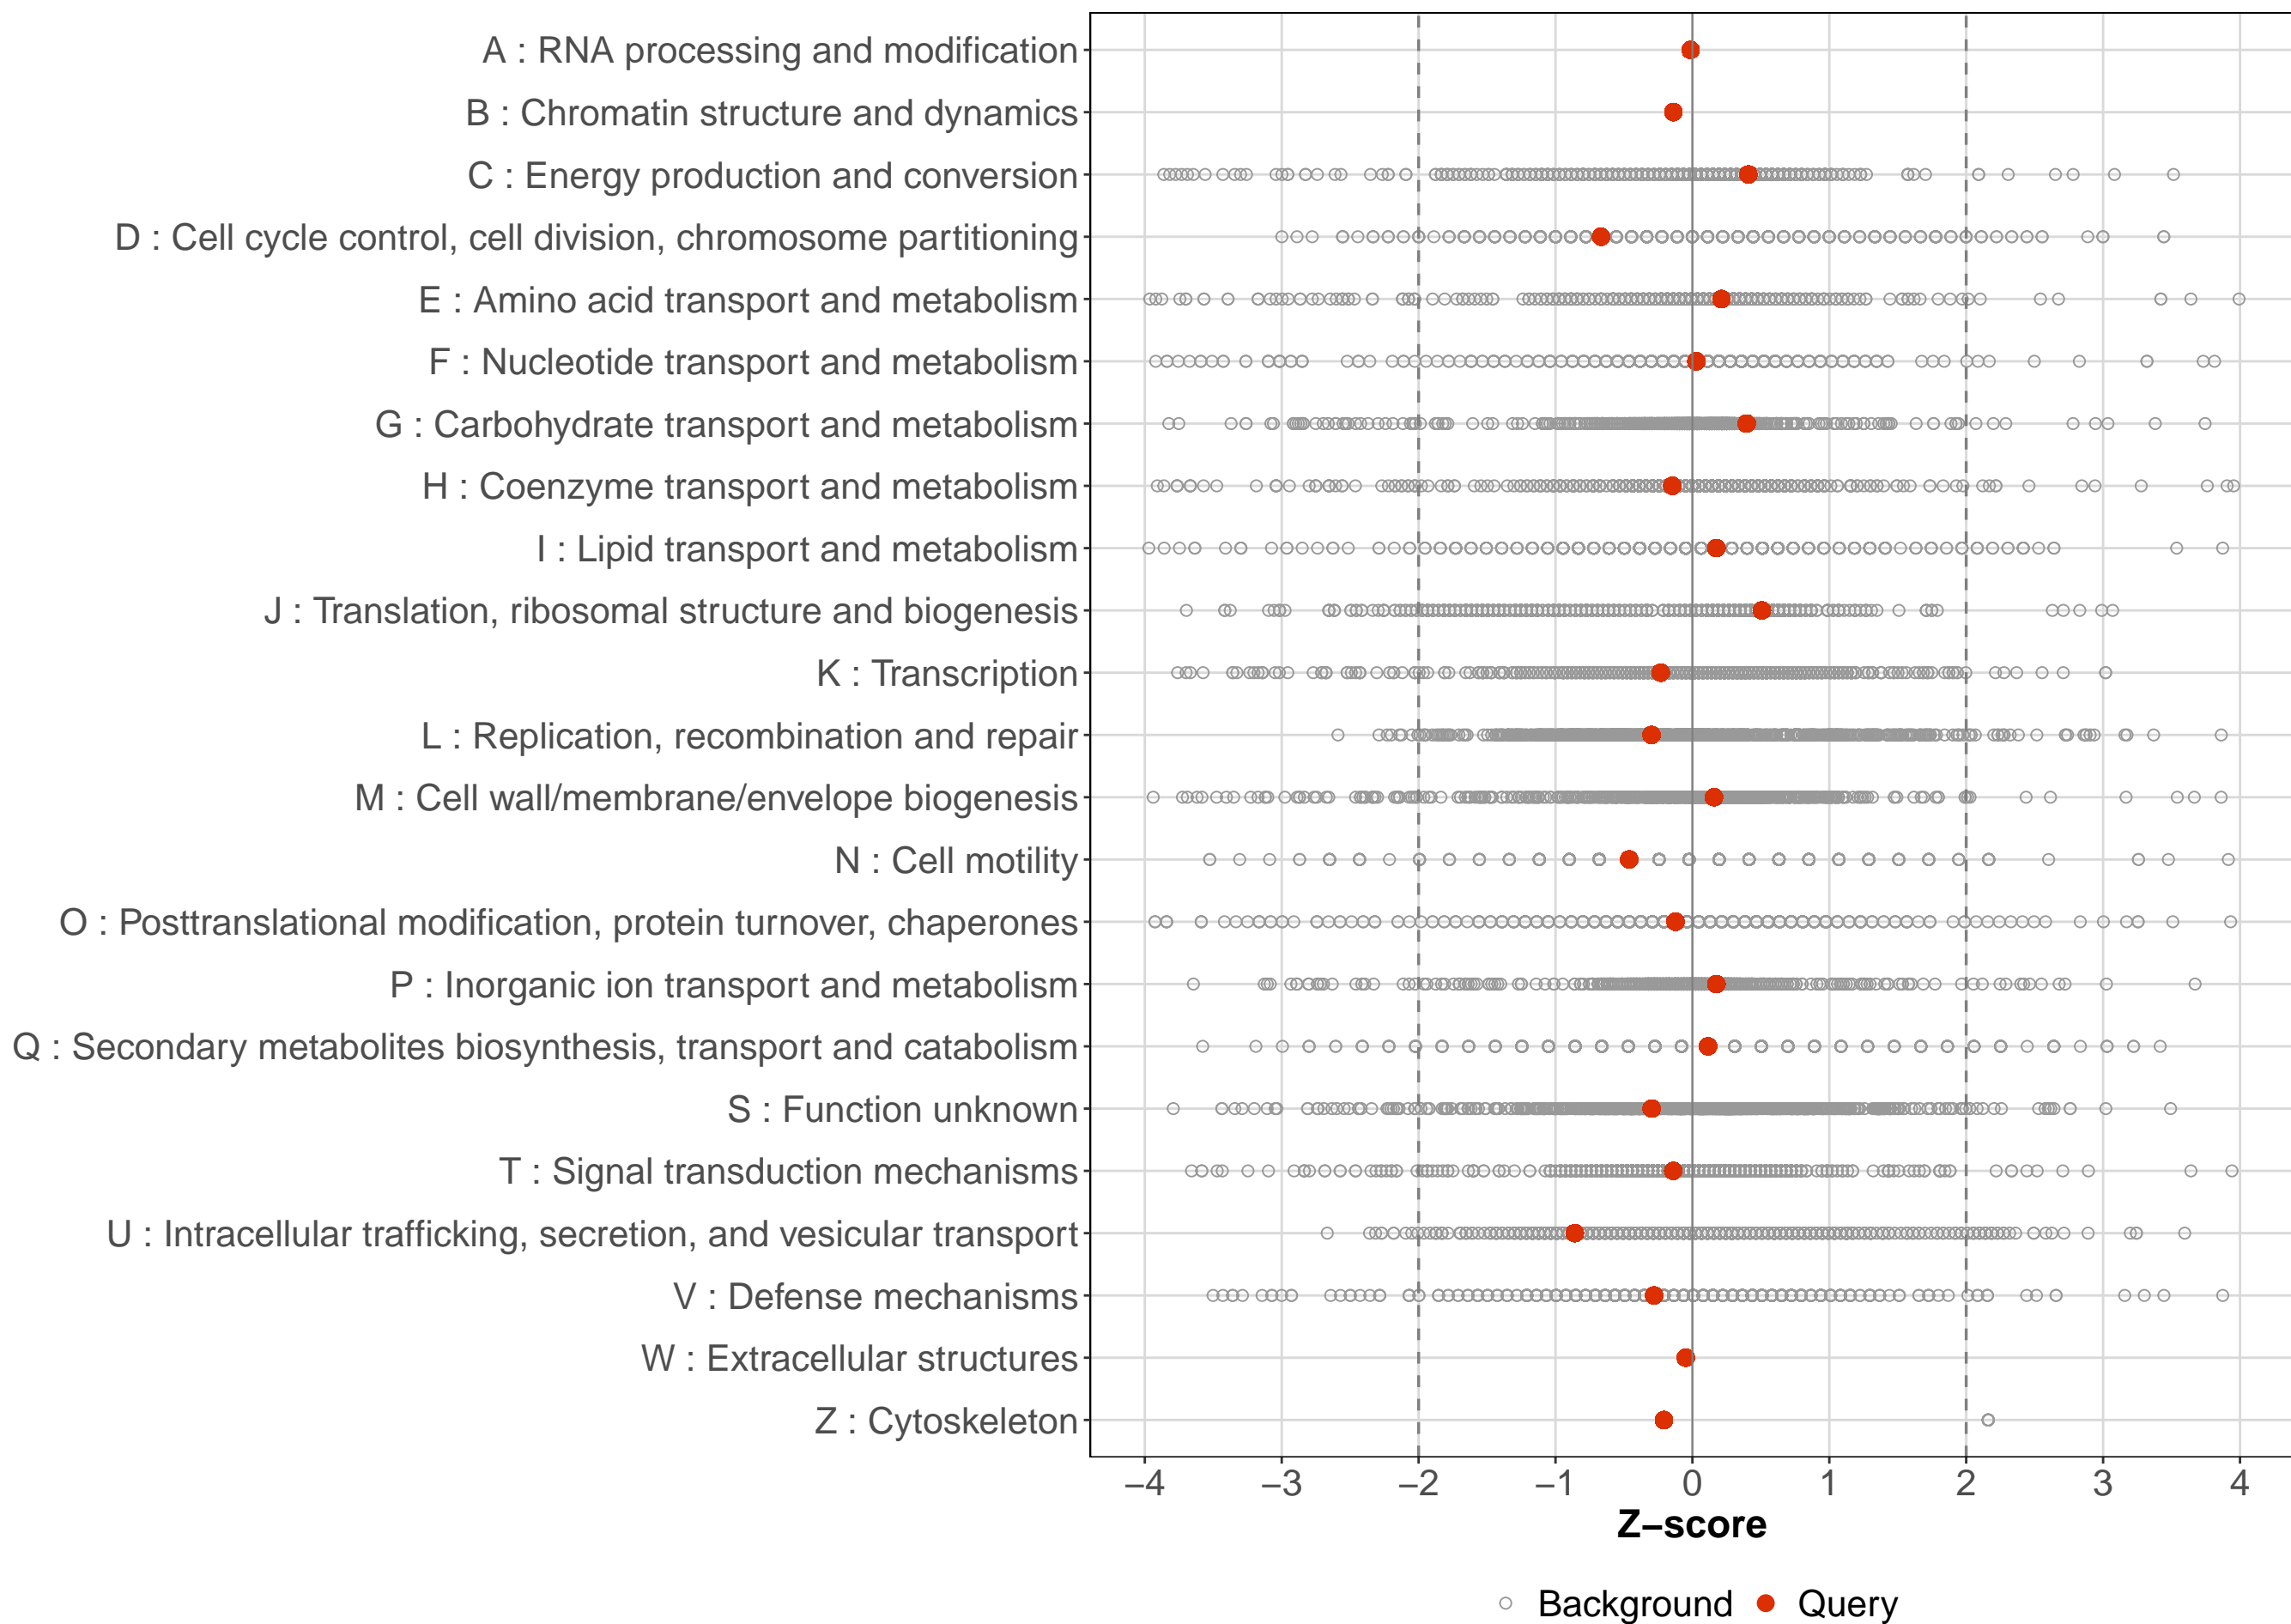 A : RNA processing and modification
B : Chromatin structure and dynamics
C : Energy production and conversion
D : Cell cycle control, cell division, chromosome partitioning
E : Amino acid transport and metabolism
F : Nucleotide transport and metabolism
G : Carbohydrate transport and metabolism
H : Coenzyme transport and metabolism
I : Lipid transport and metabolism
J : Translation, ribosomal structure and biogenesis
K : Transcription
L : Replication, recombination and repair
M : Cell wall/membrane/envelope biogenesis
N : Cell motility
O : Posttranslational modification, protein turnover, chaperones
P : Inorganic ion transport and metabolism
Q : Secondary metabolites biosynthesis, transport and catabolism
S : Function unknown
T : Signal transduction mechanisms
U : Intracellular trafficking, secretion, and vesicular transport
V : Defense mechanisms
W : Extracellular structures
Z : Cytoskeleton
−4 −3 −2 −1 0 1 2 3 4
Z−score
Background Query